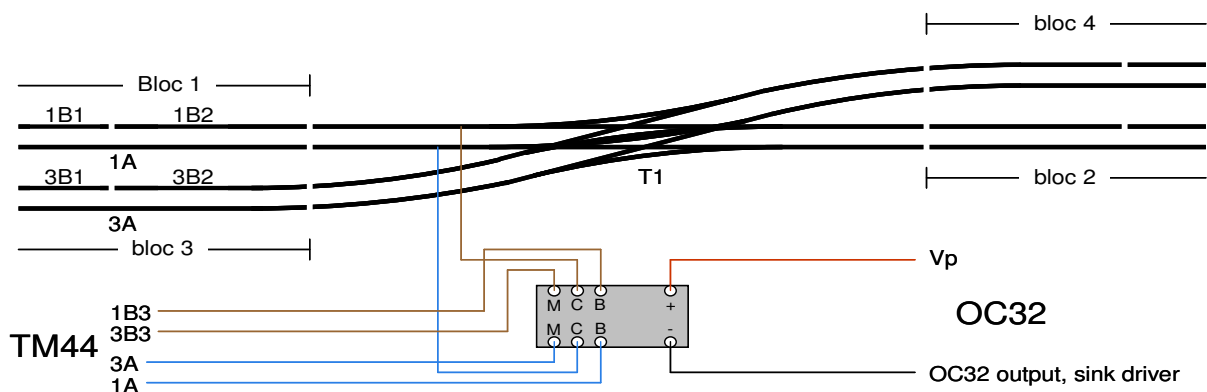 bloc 4
Bloc 1
1B1 1B2
1A
3B1 3B2
T1
bloc 2
3A
bloc 3
Vp
M C B +
1B3
OC32
3B3
M C B -
TM44
3A
OC32 output, sink driver
1A